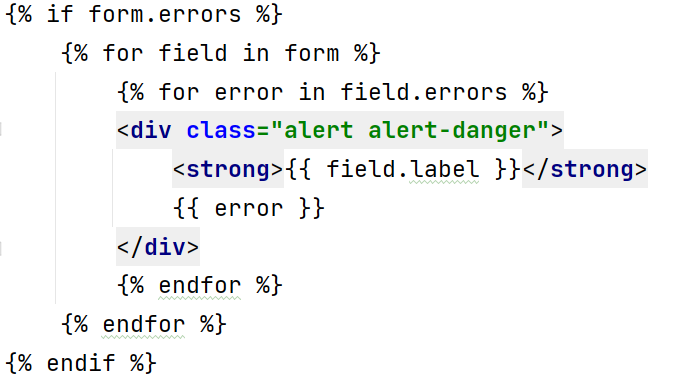 {% if form.errors %}
{% for field in form %}
{% for error in field.errors %}
<div class="alert alert-danger">
<strong>{{ field.label }}</strong>
{{ error }}
</div>
{% endfor %}
{% endfor %}
{% endif %}